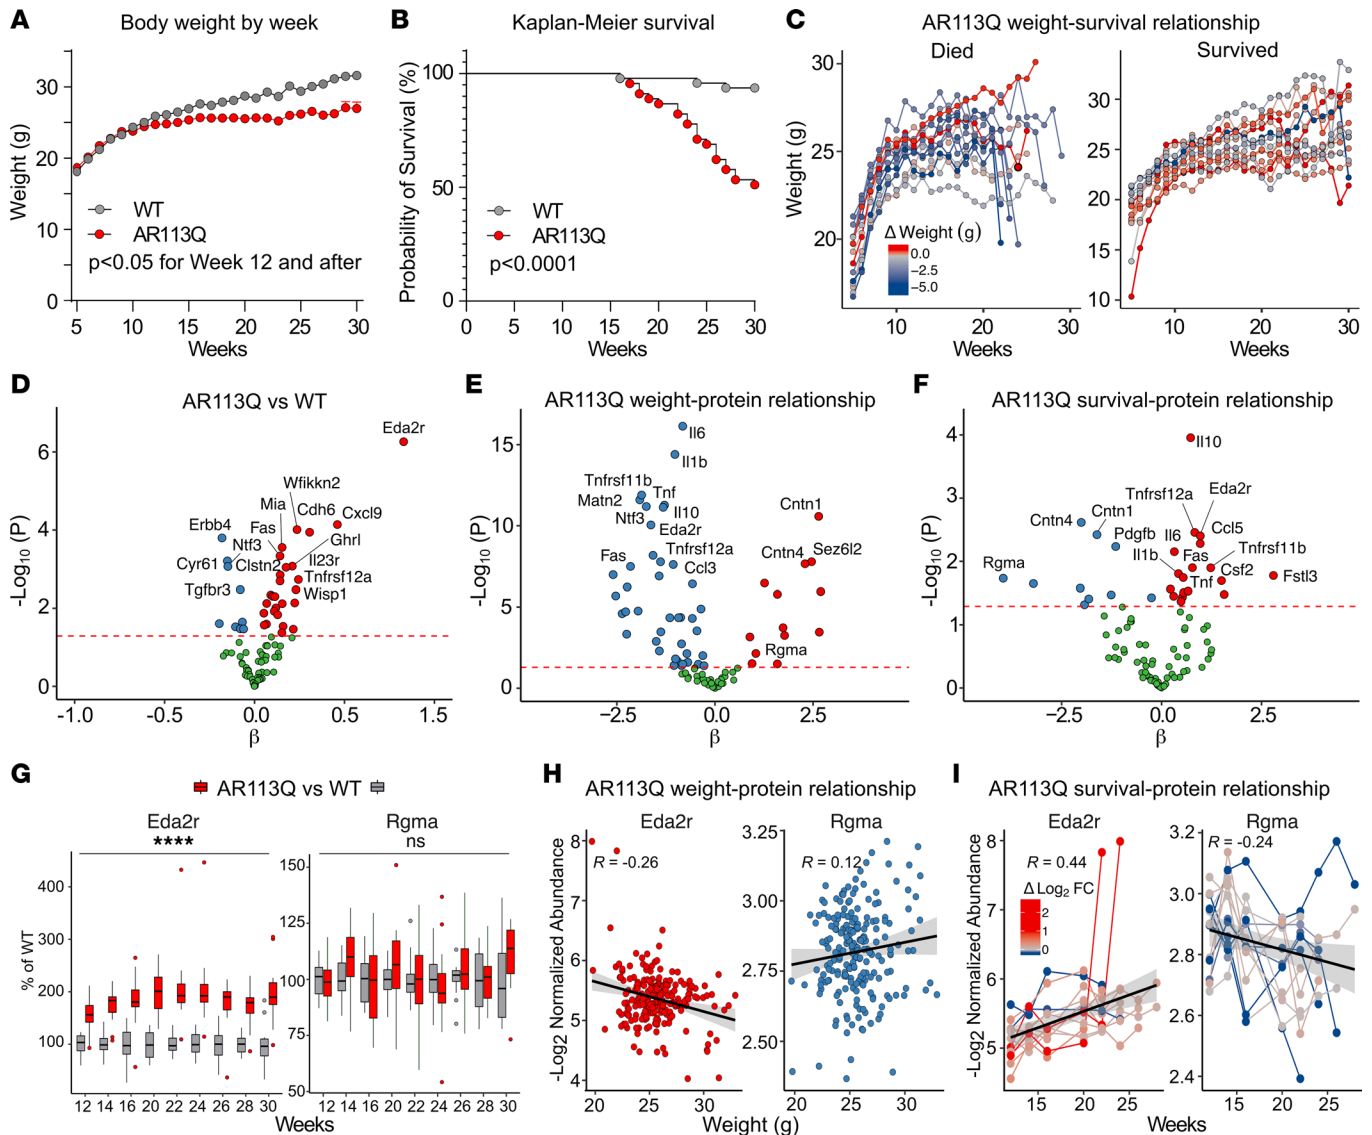 A
Body weight by week
Weight (g)
30
20
10
0
WT
AR113Q
p<0.05 for Week 12 and after
5 10 15 20 25 30
Weeks
B
Kaplan-Meier survival
Probability of Survival (%)
100
50
0
WT
AR113Q
p<0.0001
0 5 10 15 20 25 30
Weeks
C
AR113Q weight-survival relationship
Died
Weight (g)
30
25
20
Δ Weight (g)
0.0
−2.5
−5.0
10 20 30
Weeks
Survived
30
25
20
15
10
10 20 30
Weeks
D
AR113Q vs WT
-Log10 (P)
6
4
2
0
Eda2r
Wfikkn2
Mia
Cdh6
Cxcl9
Erbb4
Fas
Ghrl
Ntf3
Cyr61
Clstn2
Il23r
Tnfrsf12a
Tgfbr3
Wisp1
-1.0 -0.5 0.0 0.5 1.5
β
E
AR113Q weight-protein relationship
-Log10 (P)
15
10
5
0
Il6
Il1b
Tnfrsf11b
Matn2
Tnf
Il10
Ntf3
Eda2r
Cntn1
Tnfrsf12a
Cntn4
Sez6l2
Fas
Ccl3
Rgma
−2.5 0.0 2.5
β
F
AR113Q survival-protein relationship
-Log10 (P)
4
3
2
1
0
Il10
Tnfrsf12a
Eda2r
Cntn4
Cntn1
Pdgfb
Il6
Ccl5
Il1b
Fas
Tnfrsf11b
Rgma
Tnf
Csf2
Fstl3
−2.5 0.0 2.5
β
G
AR113Q vs WT
Eda2r
****
% of WT
400
300
200
100
12 14 16 20 22 24 26 28 30
Rgma
ns
150
125
100
75
50
12 14 16 20 22 24 26 28 30
Weeks
H
AR113Q weight-protein relationship
Eda2r
R = -0.26
-Log2 Normalized Abundance
8
7
6
5
4
20 25 30
Rgma
R = 0.12
3.25
3.00
2.75
2.50
20 25 30
Weight (g)
I
AR113Q survival-protein relationship
Eda2r
R = 0.44
Δ Log2 FC
2
1
0
-Log2 Normalized Abundance
8
7
6
5
15 20 25
Rgma
R = -0.24
3.2
3.0
2.8
2.6
2.4
15 20 25
Weeks